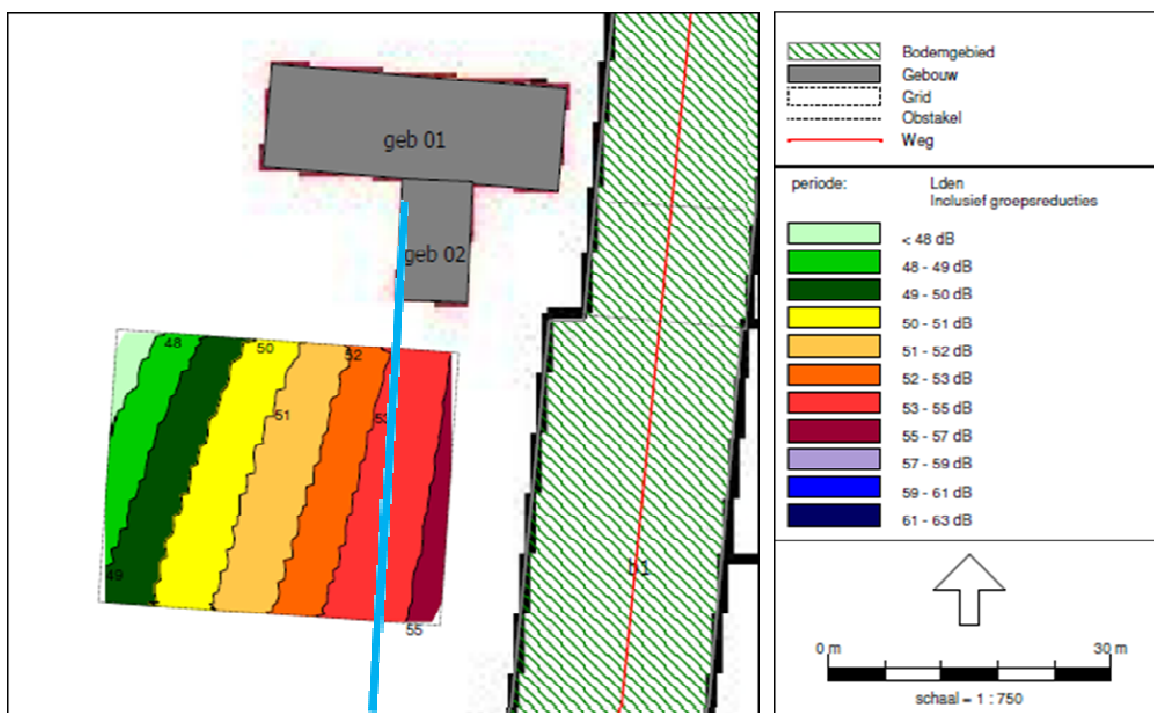 geb 01
geb 02
48
50
52
51
53
49
55
b1
Bodemgebied
Gebouw
Grid
Obstakel
Weg
periode: Lden
Inclusief groepsreducties
< 48 dB
48 - 49 dB
49 - 50 dB
50 - 51 dB
51 - 52 dB
52 - 53 dB
53 - 55 dB
55 - 57 dB
57 - 59 dB
59 - 61 dB
61 - 63 dB
0 m 30 m
schaal = 1 : 750